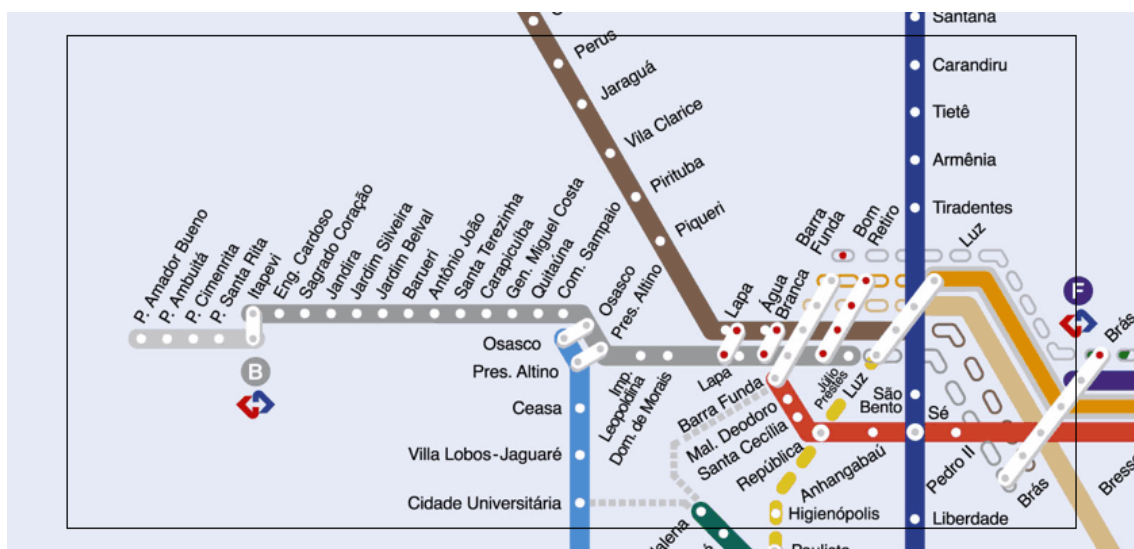 Santana
Carandiru
Tietê
Armênia
Tiradentes
Perus
Jaraguá
Vila Clarice
Pirituba
Piqueri
P. Amador Bueno
P. Ambuitá
P. Cimenrita
P. Santa Rita
Itapevi
Eng. Cardoso
Sagrado Coração
Jandira
Jardim Silveira
Jardim Belval
Barueri
Antônio João
Santa Terezinha
Carapicuíba
Gen. Miguel Costa
Quitaúna
Com. Sampaio
Osasco
Pres. Altino
Lapa
Água
Branca
Barra
Funda
Bom
Retiro
Luz
F
Brás
B
Osasco
Pres. Altino
Ceasa
Villa Lobos-Jaguaré
Cidade Universitária
Imp.
Leopoldina
Dom. de Morais
Lapa
Barra Funda
Mal. Deodoro
Santa Cecília
República
Júlio
Prestes
Luz
São
Bento
Sé
Anhangabaú
Pedro II
Brás
Bresse
Higienópolis
Liberdade
Paulista
dalena